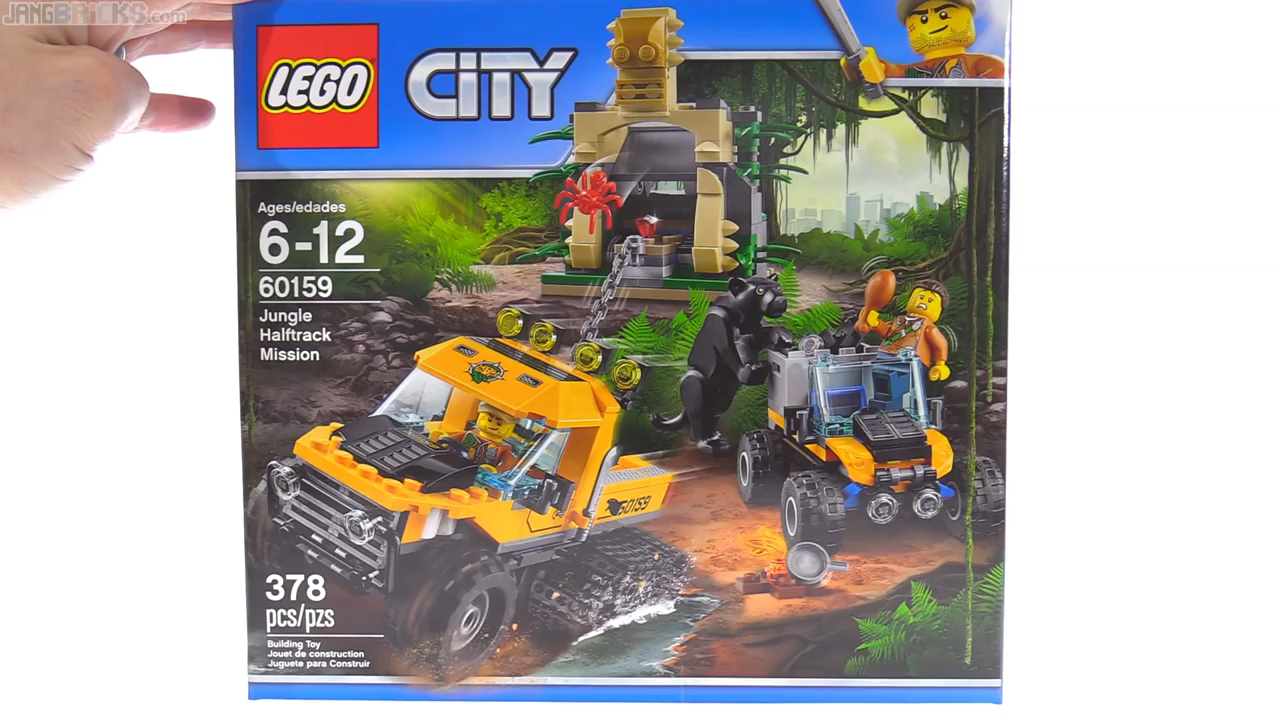 JANGBRiCKS.com
LEGO
CITY
Ages/edades
6-12
60159
Jungle
Halftrack
Mission
60159
378
pcs/pzs
Building Toy
Jouet de construction
Juguete para Construir